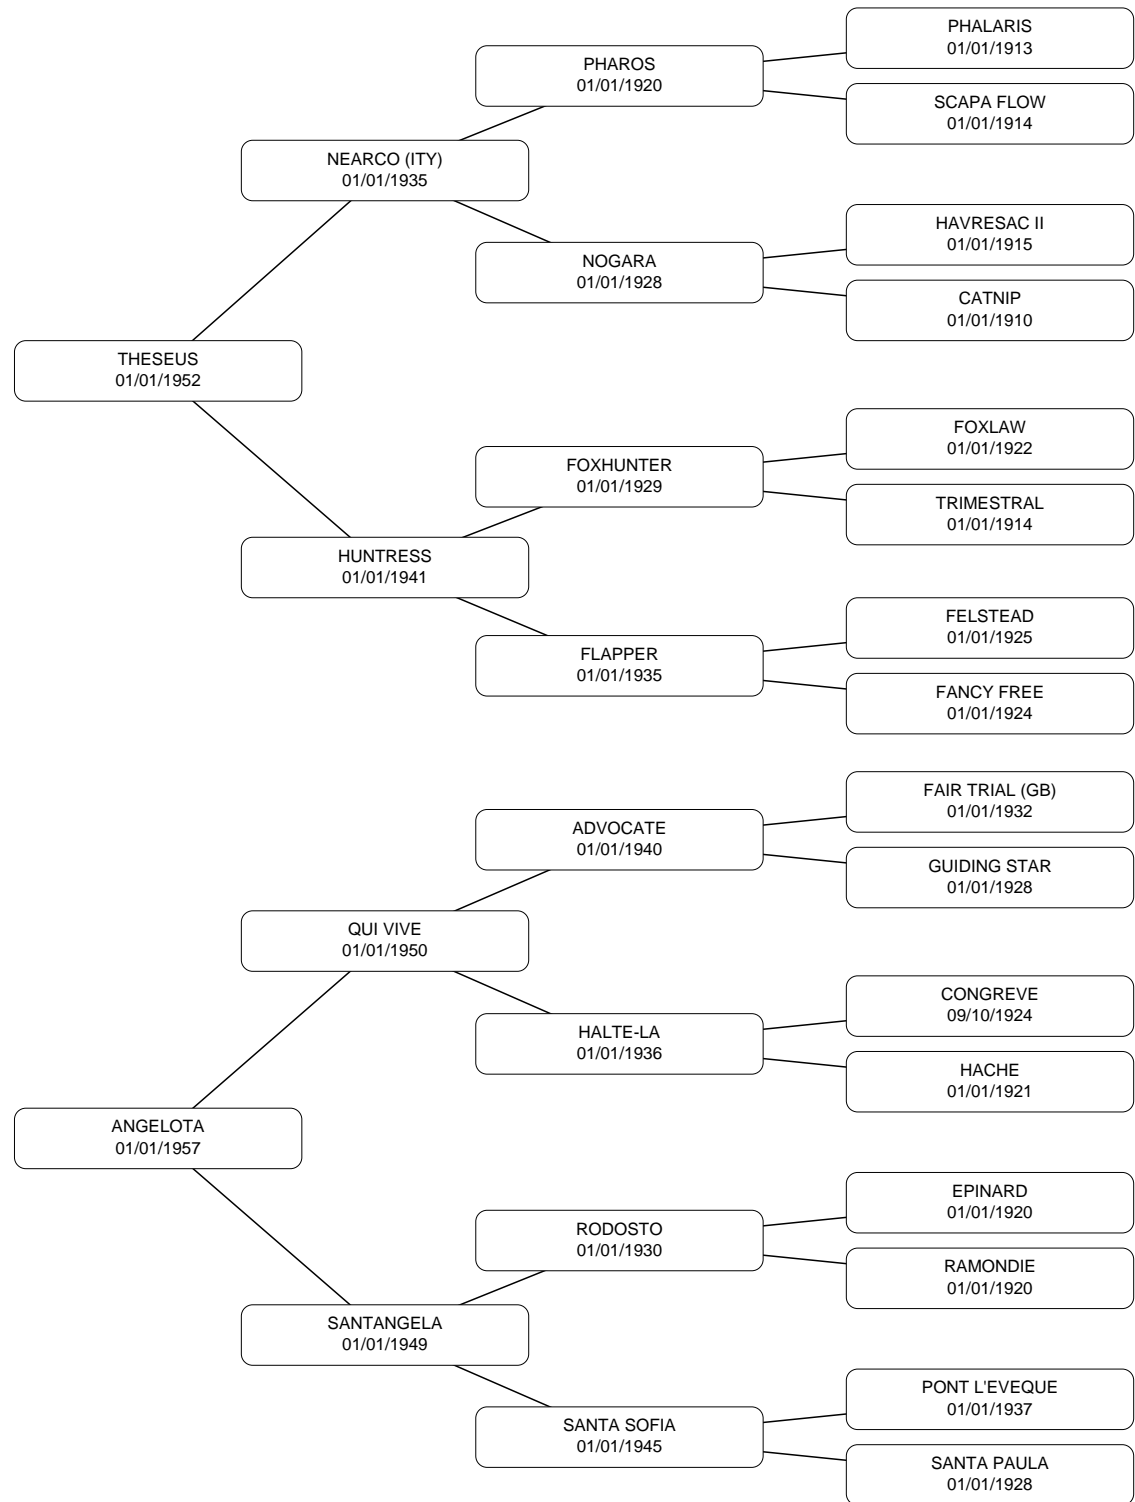 PHALARIS
01/01/1913
PHAROS
01/01/1920
SCAPA FLOW
01/01/1914
NEARCO (ITY)
01/01/1935
HAVRESAC II
01/01/1915
NOGARA
01/01/1928
CATNIP
01/01/1910
THESEUS
01/01/1952
FOXLAW
01/01/1922
FOXHUNTER
01/01/1929
TRIMESTRAL
01/01/1914
HUNTRESS
01/01/1941
FELSTEAD
01/01/1925
FLAPPER
01/01/1935
FANCY FREE
01/01/1924
FAIR TRIAL (GB)
01/01/1932
ADVOCATE
01/01/1940
GUIDING STAR
01/01/1928
QUI VIVE
01/01/1950
CONGREVE
09/10/1924
HALTE-LA
01/01/1936
HACHE
01/01/1921
ANGELOTA
01/01/1957
EPINARD
01/01/1920
RODOSTO
01/01/1930
RAMONDIE
01/01/1920
SANTANGELA
01/01/1949
PONT L'EVEQUE
01/01/1937
SANTA SOFIA
01/01/1945
SANTA PAULA
01/01/1928